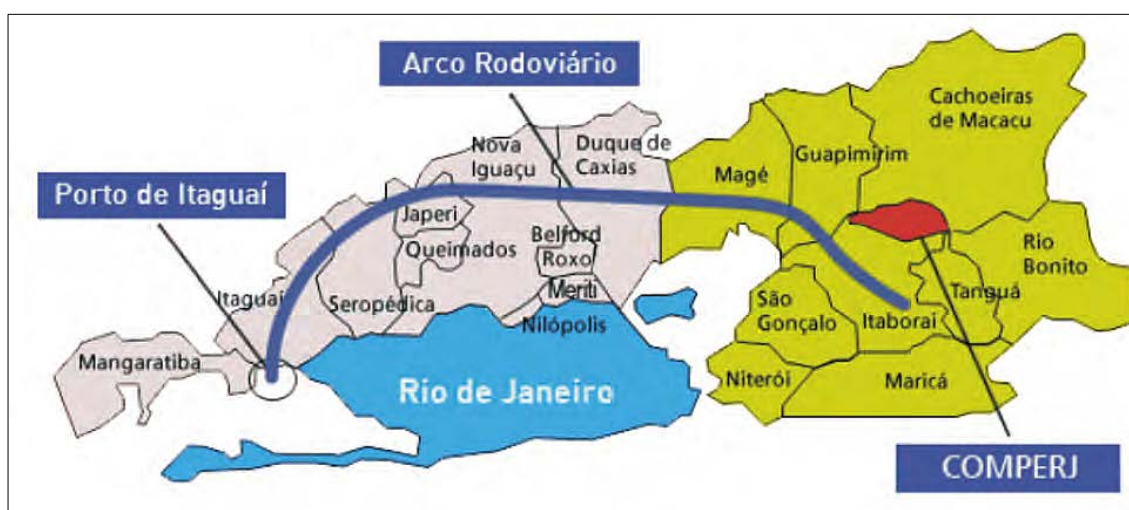 Arco Rodoviário
Porto de Itaguaí
Nova
Iguaçu
Duque de
Caxias
Magé
Guapimirim
Cachoeiras
de Macacu
Japeri
Queimados
Belford
Roxo
Meriti
Nilópolis
Itaguaí
Seropédica
Mangaratiba
Rio de Janeiro
São
Gonçalo
Itaborai
Tanguá
Rio
Bonito
Niterói
Maricá
COMPERJ